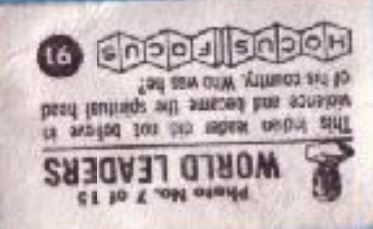 Photo No. 7 of 15
WORLD LEADERS
This Indian leader did not believe in
violence and became the spiritual head
of his country. Who was he?
HOCUS FOCUS
91